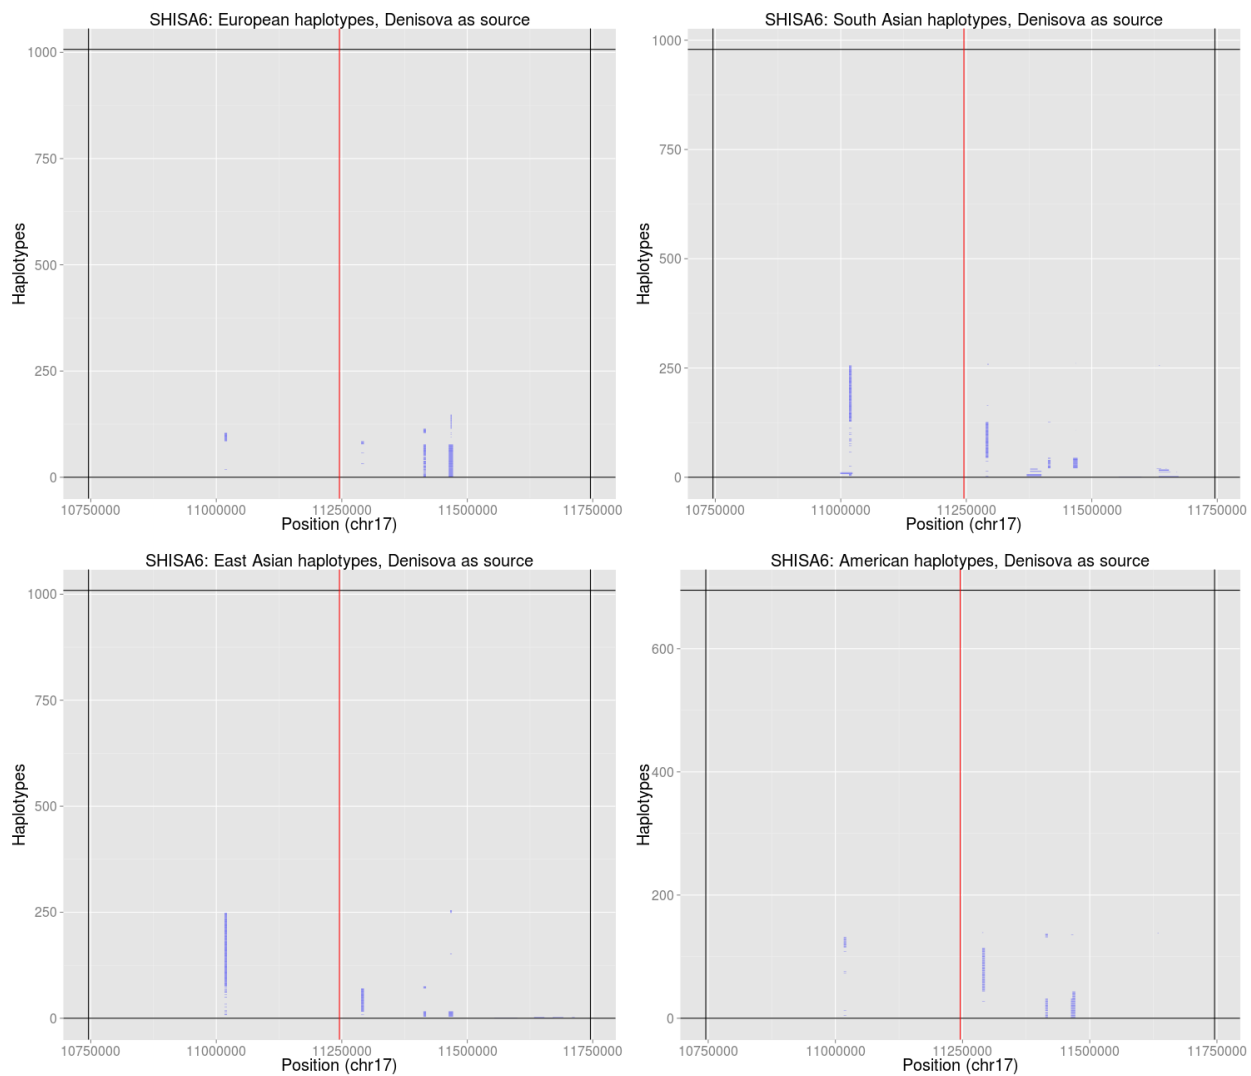 SHISA6: European haplotypes, Denisova as source
1000
750
500
250
0
Haplotypes
10750000 11000000 11250000 11500000 11750000
Position (chr17)
SHISA6: South Asian haplotypes, Denisova as source
1000
750
500
250
0
Haplotypes
10750000 11000000 11250000 11500000 11750000
Position (chr17)
SHISA6: East Asian haplotypes, Denisova as source
1000
750
500
250
0
Haplotypes
10750000 11000000 11250000 11500000 11750000
Position (chr17)
SHISA6: American haplotypes, Denisova as source
600
400
200
0
Haplotypes
10750000 11000000 11250000 11500000 11750000
Position (chr17)